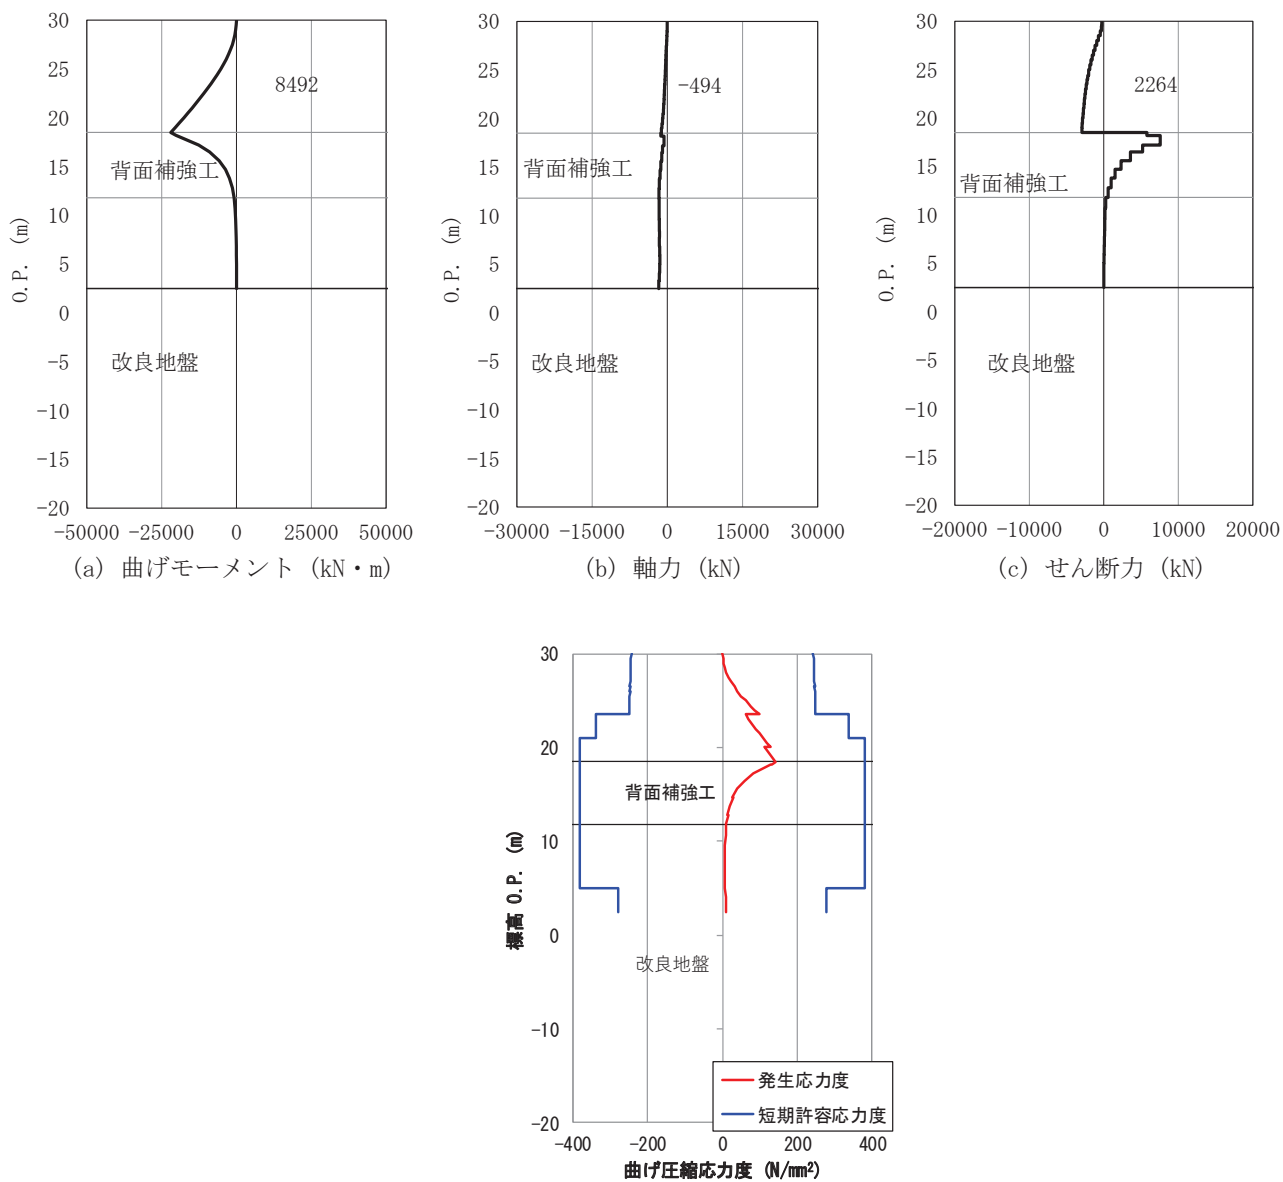 30
25
20
15
10
5
0
−5
−10
−15
−20
O.P. (m)
8492
背面補強工
改良地盤
−50000 −25000 0 25000 50000
(a) 曲げモーメント (kN・m)
30
25
20
15
10
5
0
−5
−10
−15
−20
O.P. (m)
−494
背面補強工
改良地盤
−30000 −15000 0 15000 30000
(b) 軸力 (kN)
30
25
20
15
10
5
0
−5
−10
−15
−20
O.P. (m)
2264
背面補強工
改良地盤
−20000 −10000 0 10000 20000
(c) せん断力 (kN)
30
20
10
0
-10
-20
標高 O.P. (m)
背面補強工
改良地盤
発生応力度
短期許容応力度
-400 -200 0 200 400
曲げ圧縮応力度 (N/mm²)